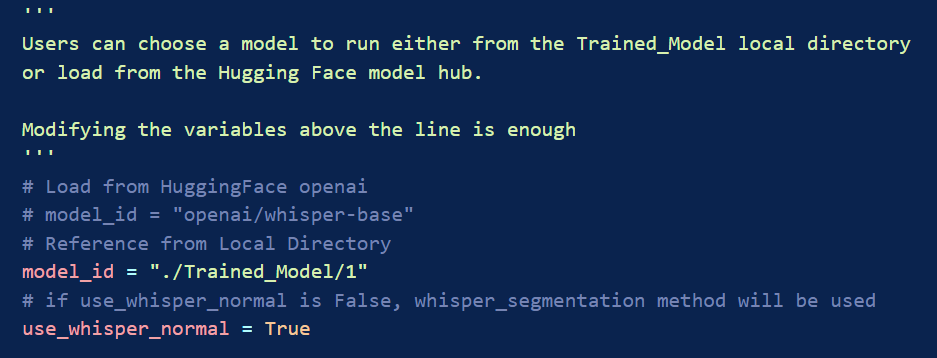 '''
Users can choose a model to run either from the Trained_Model local directory
or load from the Hugging Face model hub.
Modifying the variables above the line is enough
'''
# Load from HuggingFace openai
# model_id = "openai/whisper-base"
# Reference from Local Directory
model_id = "./Trained_Model/1"
# if use_whisper_normal is False, whisper_segmentation method will be used
use_whisper_normal = True